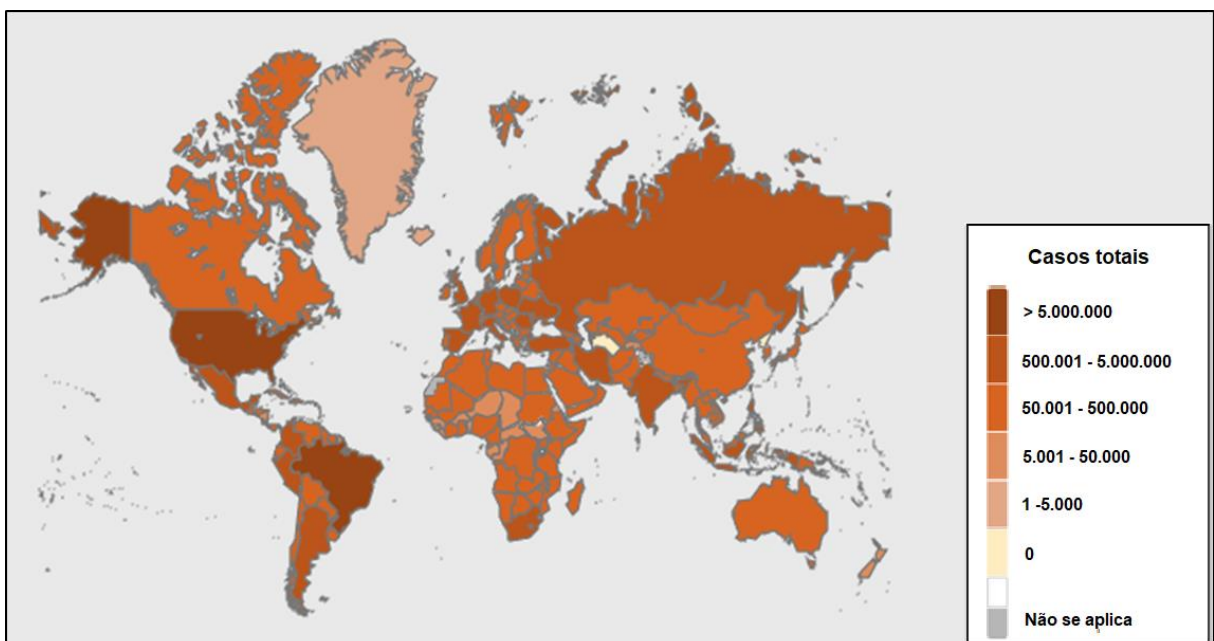 Casos totais
> 5.000.000
500.001 - 5.000.000
50.001 - 500.000
5.001 - 50.000
1 -5.000
0
Não se aplica